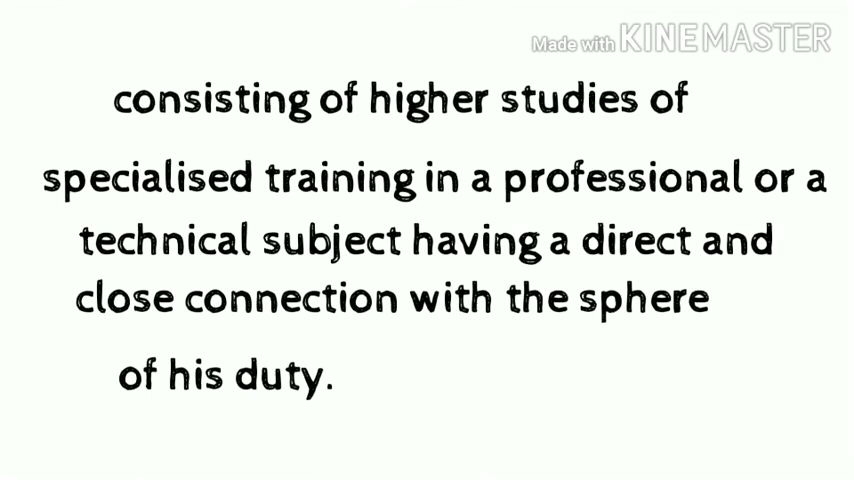 Made with KINEMASTER
consisting of higher studies of
specialised training in a professional or a
technical subject having a direct and
close connection with the sphere
of his duty.